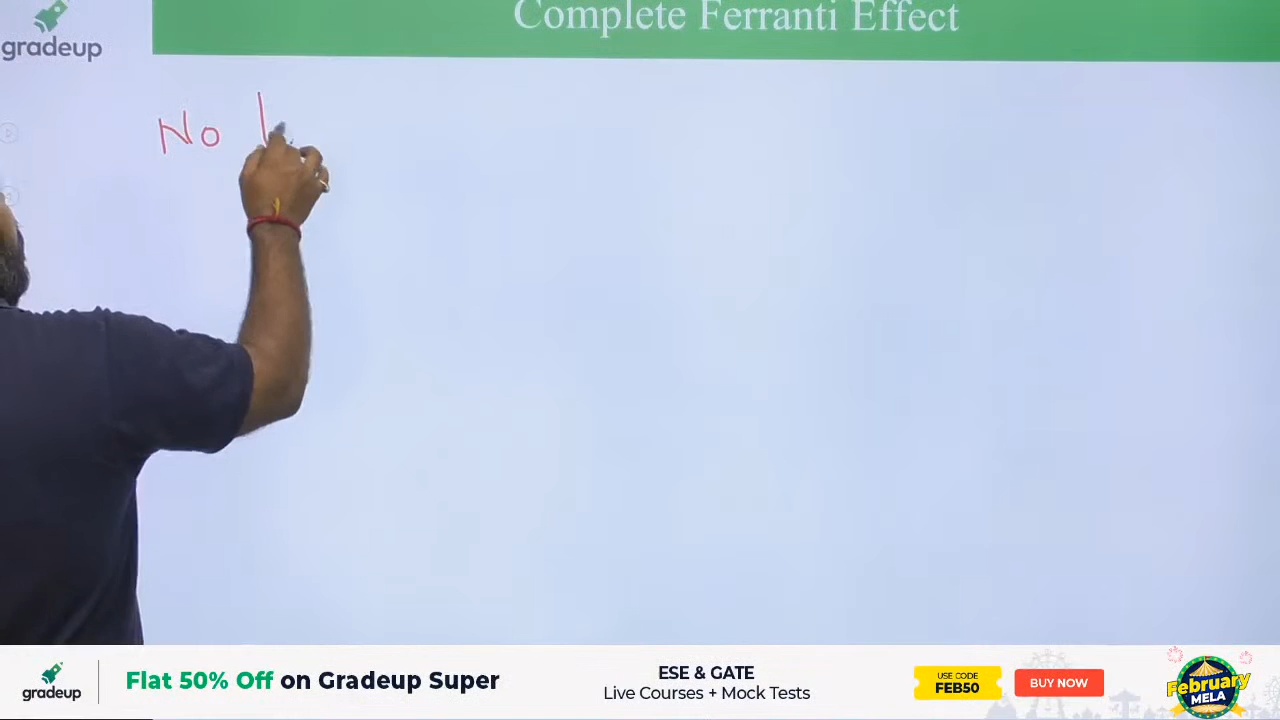 Complete Ferranti Effect
gradeup
No
gradeup
Flat 50% Off on Gradeup Super
ESE & GATE
Live Courses + Mock Tests
USE CODE
FEB50
BUY NOW
February
MELA